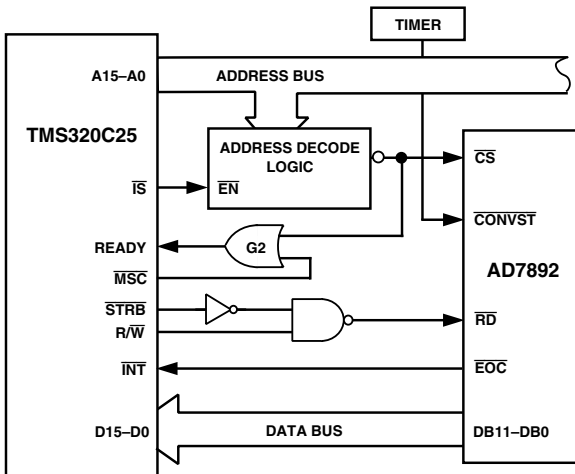 TIMER
A15–A0
ADDRESS BUS
TMS320C25
ADDRESS DECODE
LOGIC
IS
EN
CS
CONVST
READY
G2
AD7892
MSC
STRB
R/W
RD
INT
EOC
D15–D0
DATA BUS
DB11–DB0